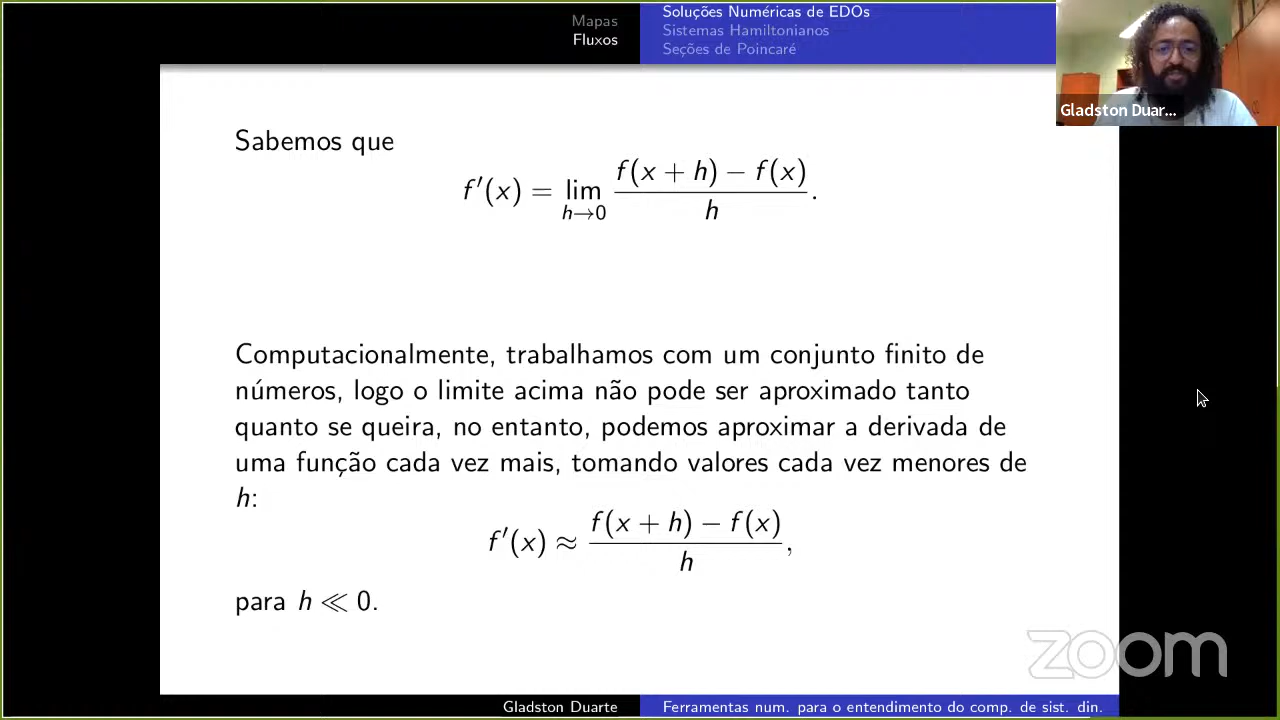 Mapas
Fluxos
Soluções Numéricas de EDOs
Sistemas Hamiltonianos
Seções de Poincaré
Gladston Duar...
Sabemos que
f′(x) = lim_{h→0} (f(x + h) − f(x)) / h.
Computacionalmente, trabalhamos com um conjunto finito de
números, logo o limite acima não pode ser aproximado tanto
quanto se queira, no entanto, podemos aproximar a derivada de
uma função cada vez mais, tomando valores cada vez menores de
h:
f′(x) ≈ (f(x + h) − f(x)) / h,
para h ≪ 0.
zoom
Gladston Duarte
Ferramentas num. para o entendimento do comp. de sist. din.